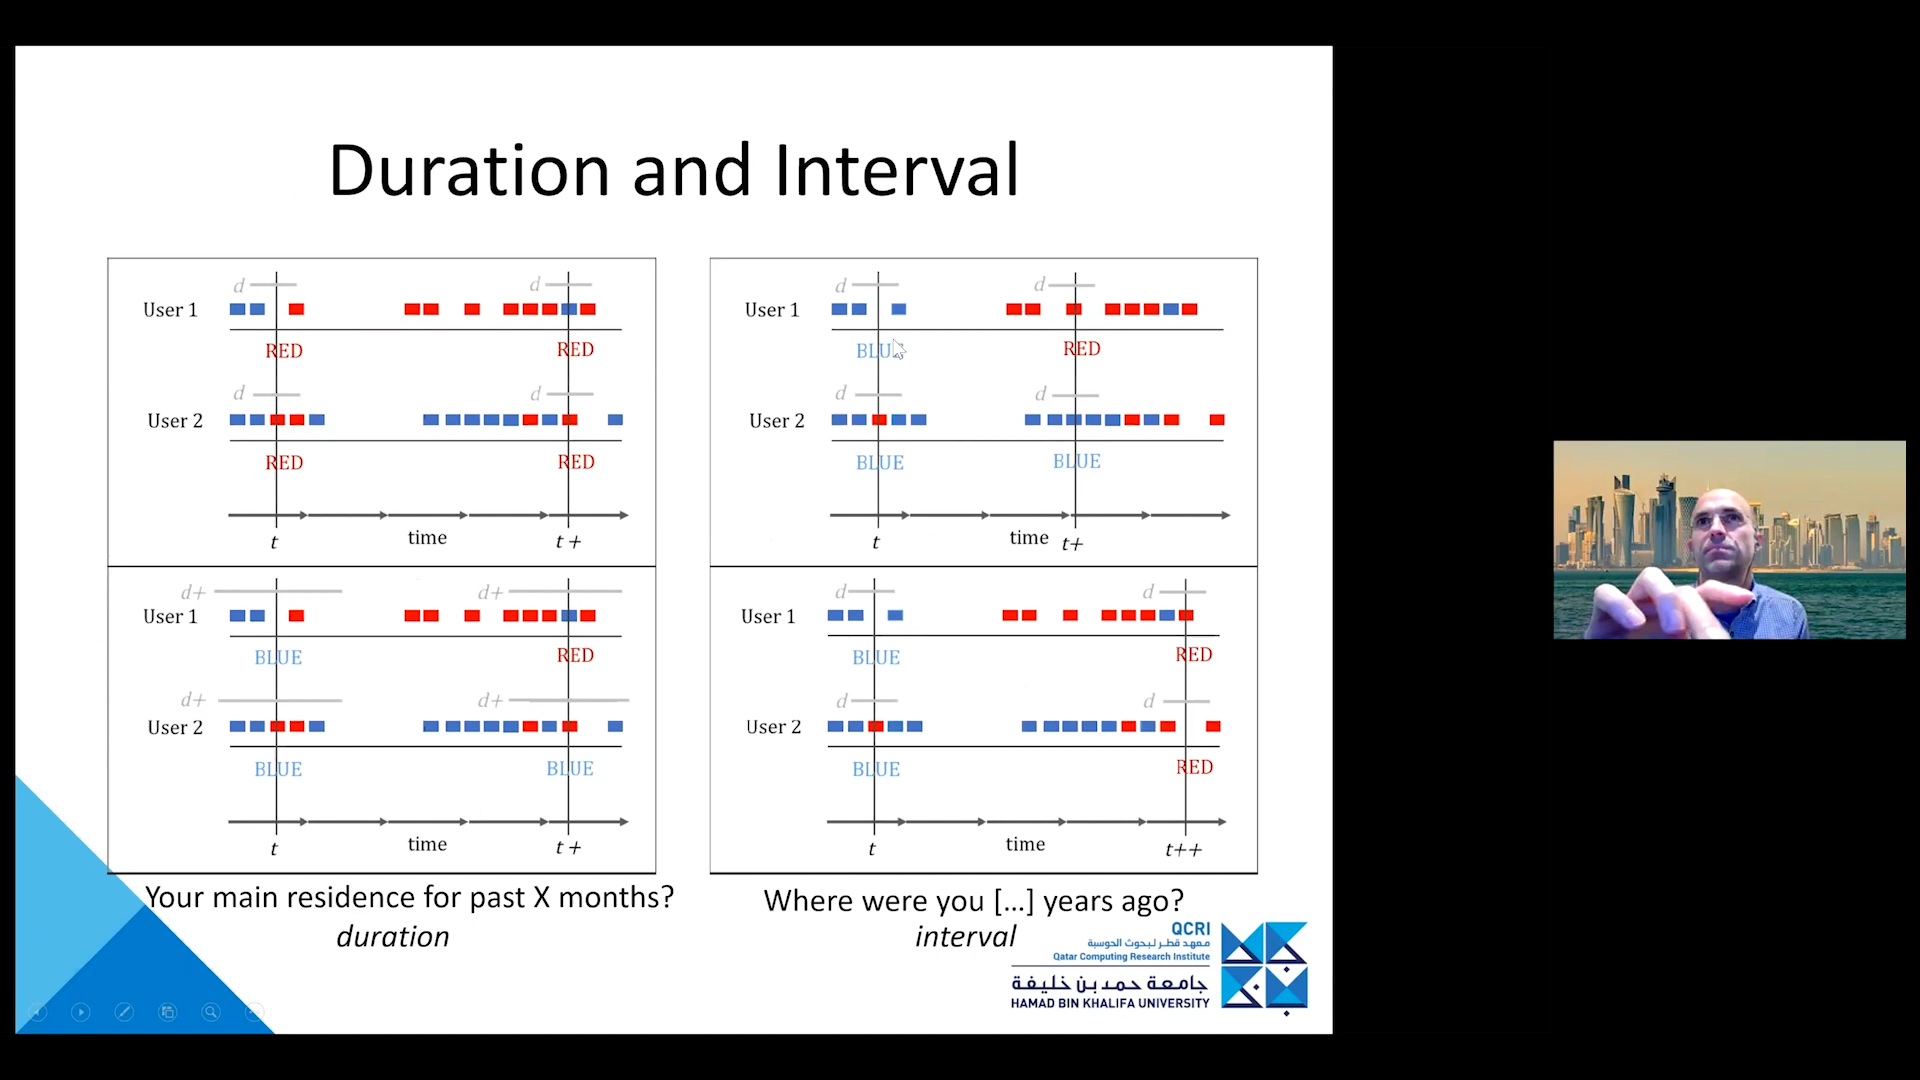 Duration and Interval
d d
User 1
RED RED
d d
User 2
RED RED
time
t t+
d+ d+
User 1
BLUE RED
d+ d+
User 2
BLUE BLUE
time
t t+
Your main residence for past X months?
duration
d d
User 1
BLUE RED
d d
User 2
BLUE BLUE
time
t t+
d d
User 1
BLUE RED
d d
User 2
BLUE RED
time
t t++
Where were you [...] years ago?
interval
QCRI
معهد قطر لبحوث الحوسبة
Qatar Computing Research Institute
جامعة حمد بن خليفة
HAMAD BIN KHALIFA UNIVERSITY